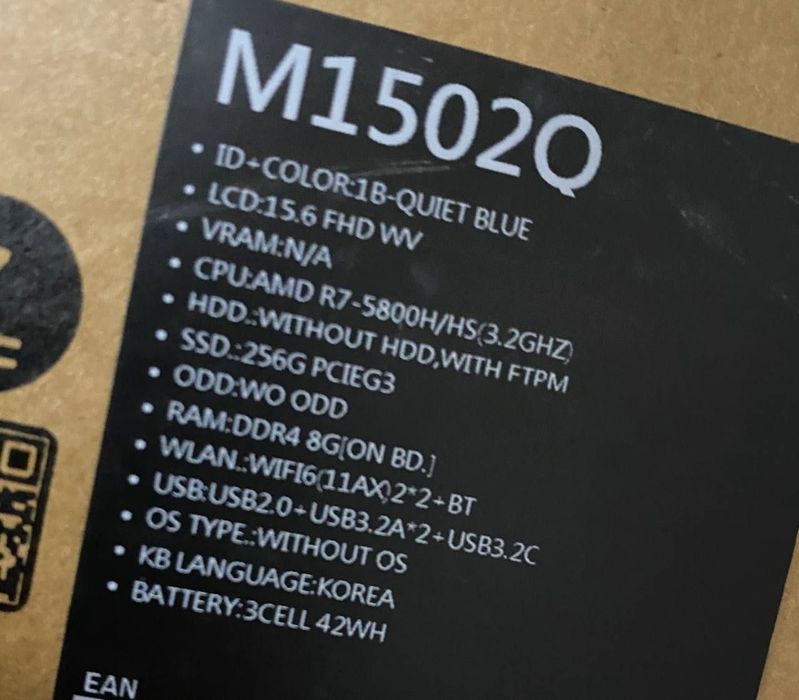 M1502Q
• ID+COLOR:1B-QUIET BLUE
• LCD:15.6 FHD WV
• VRAM:N/A
• CPU:AMD R7-5800H/HS(3.2GHZ)
• HDD.:WITHOUT HDD,WITH FTPM
• SSD.:256G PCIEG3
• ODD:WO ODD
• RAM:DDR4 8G[ON BD.]
• WLAN.:WIFI6(11AX)2*2+BT
• USB:USB2.0+USB3.2A*2+USB3.2C
• OS TYPE.:WITHOUT OS
• KB LANGUAGE:KOREA
• BATTERY:3CELL 42WH
EAN